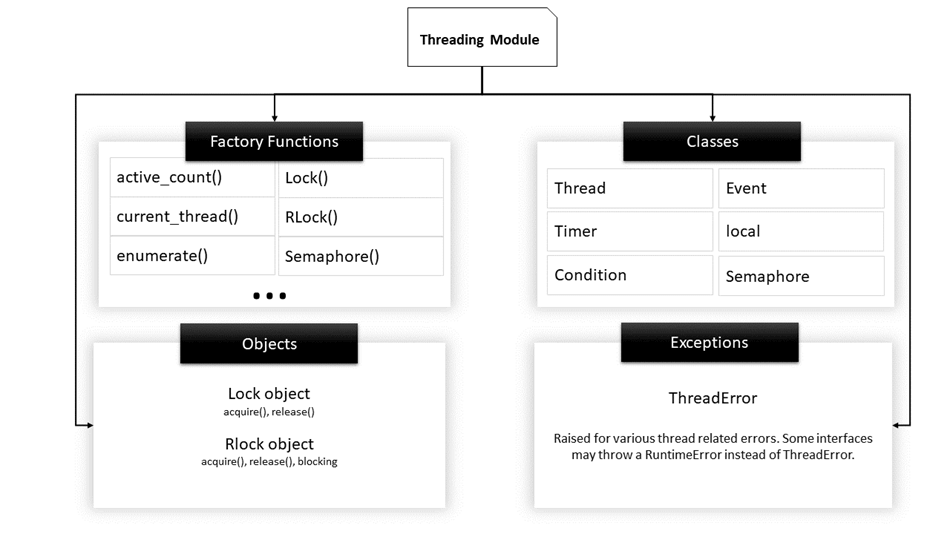 Threading Module
Factory Functions
active_count()
Lock()
current_thread()
RLock()
enumerate()
Semaphore()
...
Classes
Thread
Event
Timer
local
Condition
Semaphore
Objects
Lock object
acquire(), release()
Rlock object
acquire(), release(), blocking
Exceptions
ThreadError
Raised for various thread related errors. Some interfaces
may throw a RuntimeError instead of ThreadError.